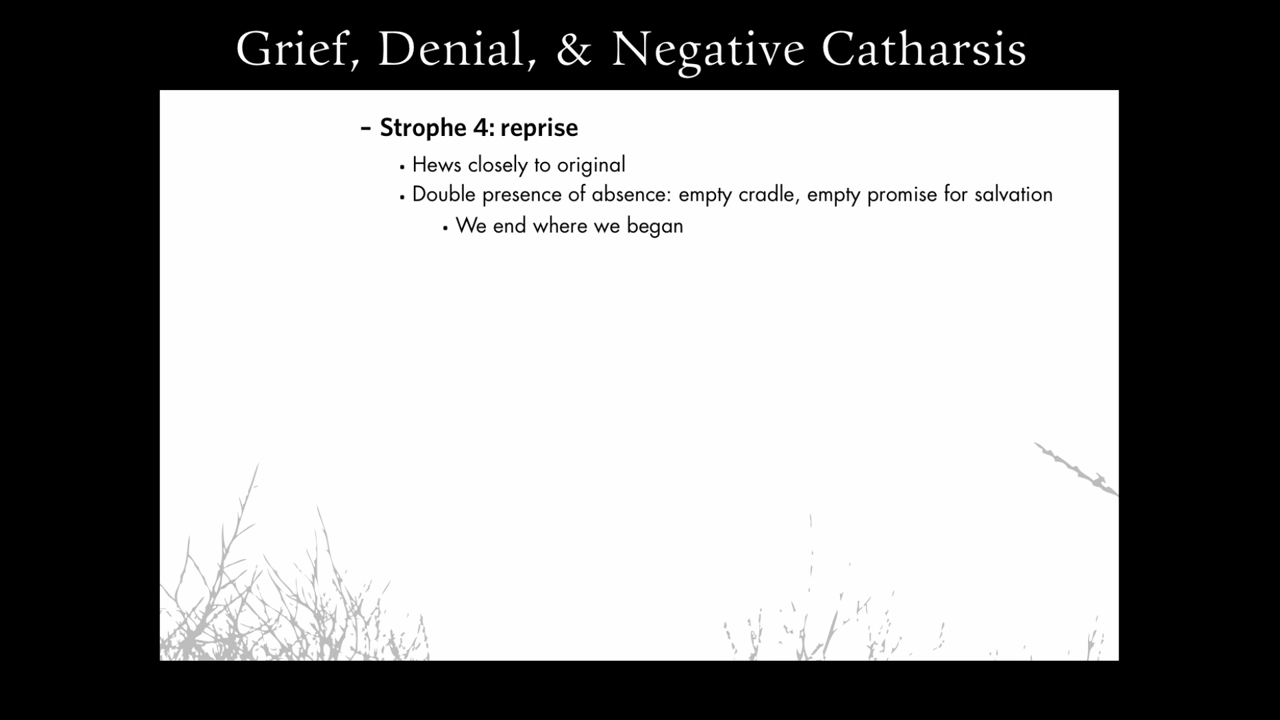 Grief, Denial, & Negative Catharsis
– Strophe 4: reprise
• Hews closely to original
• Double presence of absence: empty cradle, empty promise for salvation
• We end where we began